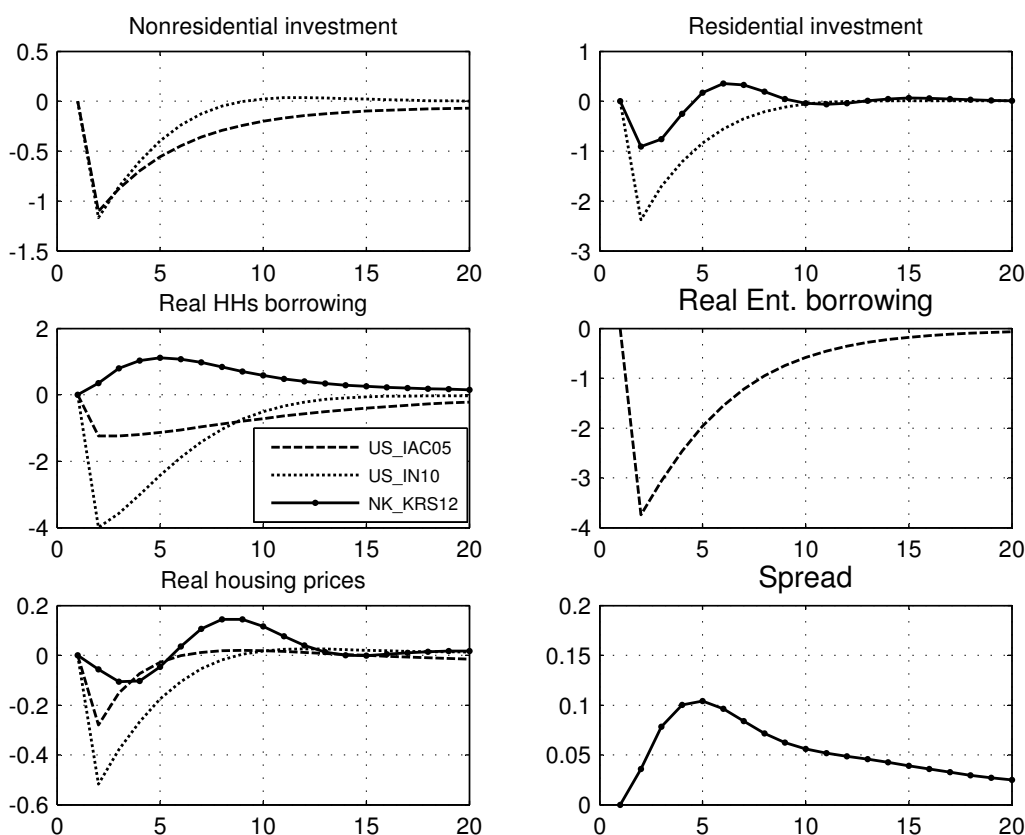 Nonresidential investment
0.5
0
-0.5
-1
-1.5
0 5 10 15 20
Residential investment
1
0
-1
-2
-3
0 5 10 15 20
Real HHs borrowing
2
0
-2
-4
0 5 10 15 20
US_IAC05
US_IN10
NK_KRS12
Real Ent. borrowing
0
-1
-2
-3
-4
0 5 10 15 20
Real housing prices
0.2
0
-0.2
-0.4
-0.6
0 5 10 15 20
Spread
0.2
0.15
0.1
0.05
0
0 5 10 15 20